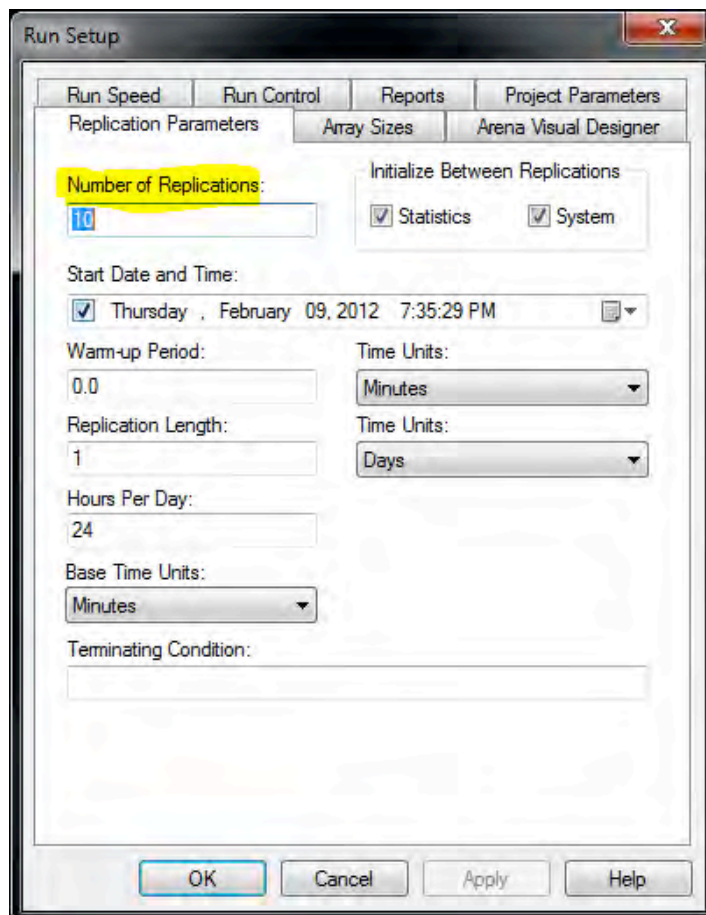 Run Setup
Run Speed Run Control Reports Project Parameters
Replication Parameters Array Sizes Arena Visual Designer
Number of Replications:
10
Initialize Between Replications
Statistics System
Start Date and Time:
Thursday , February 09, 2012 7:35:29 PM
Warm-up Period: Time Units:
0.0 Minutes
Replication Length: Time Units:
1 Days
Hours Per Day:
24
Base Time Units:
Minutes
Terminating Condition:
OK Cancel Apply Help